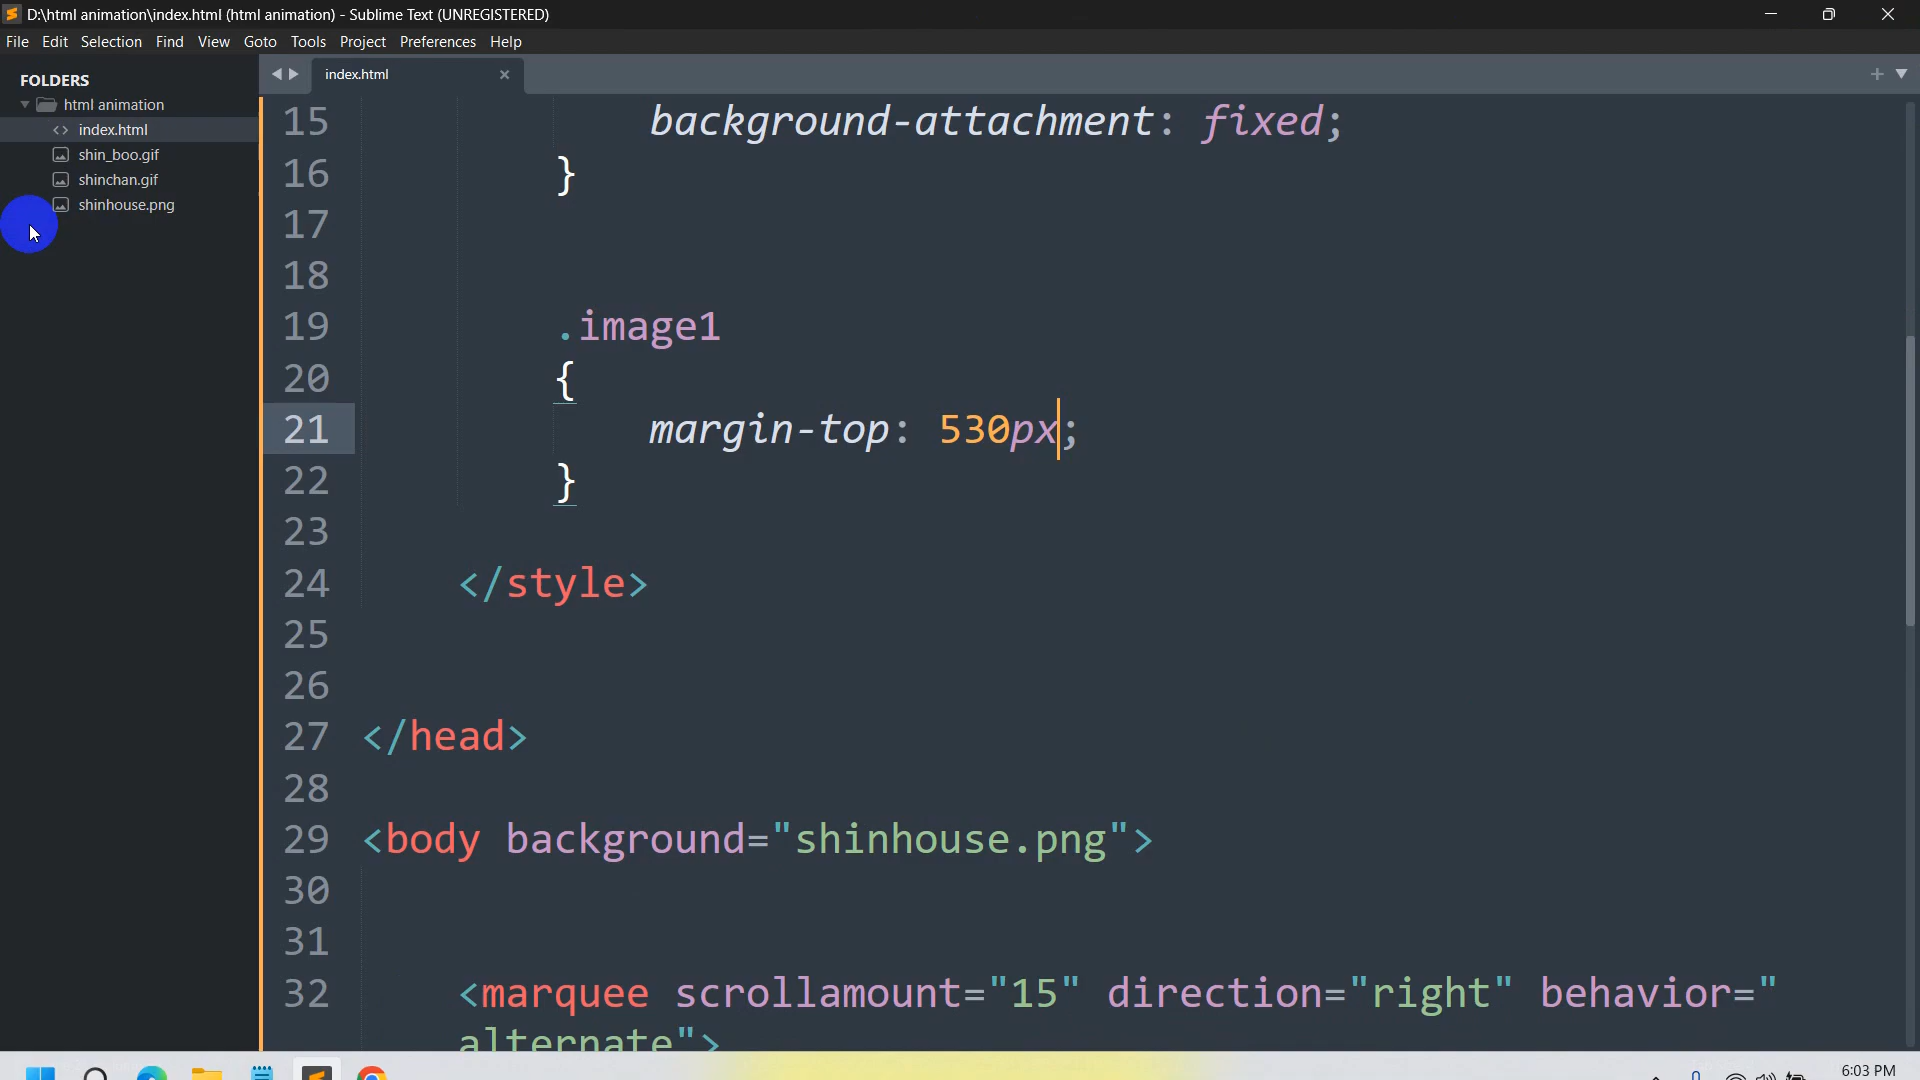 D:\html animation\index.html (html animation) - Sublime Text (UNREGISTERED)
File Edit Selection Find View Goto Tools Project Preferences Help
FOLDERS
html animation
index.html
shin_boo.gif
shinchan.gif
shinhouse.png
index.html
15 background-attachment: fixed;
16 }
17
18
19 .image1
20 {
21 margin-top: 530px;
22 }
23
24 </style>
25
26
27 </head>
28
29 <body background="shinhouse.png">
30
31
32 <marquee scrollamount="15" direction="right" behavior="
alternate">
6:03 PM